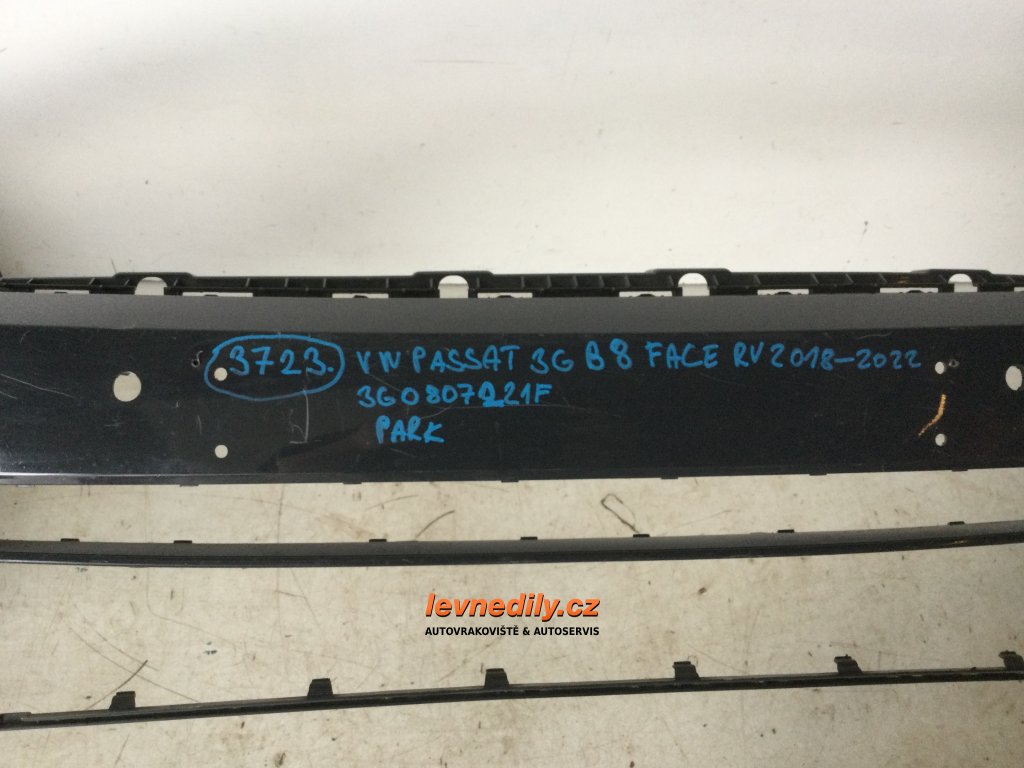 3723. VW PASSAT 3G B8 FACE RV 2018-2022
3G0807221F
PARK
levnedily.cz
AUTOVRAKOVIŠTĚ & AUTOSERVIS